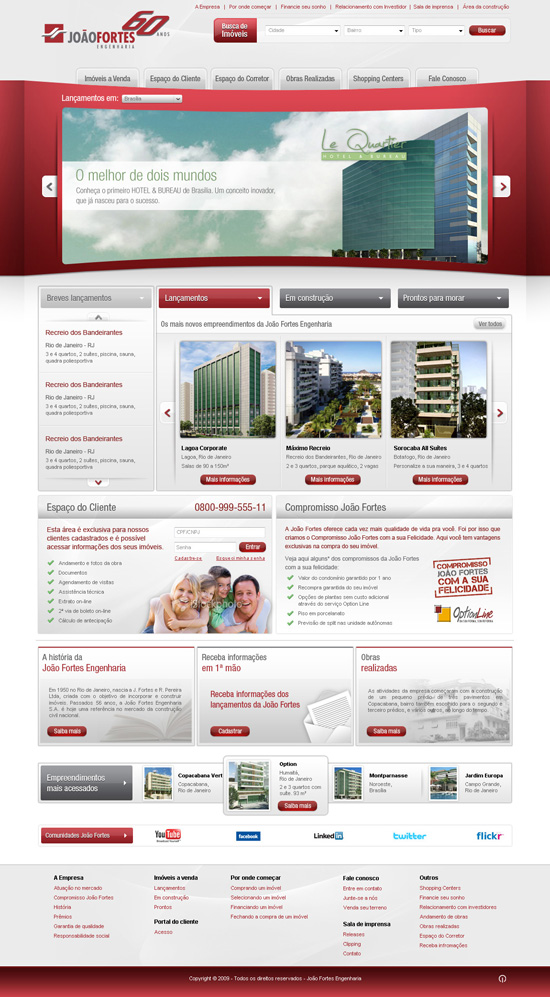 A Empresa | Por onde começar | Financie seu sonho | Relacionamento com Investidor | Sala de imprensa | Área da construção
JOÃOFORTES
ENGENHARIA
60 ANOS
Busca de
Imóveis
Cidade
Bairro
Tipo
Buscar
Imóveis a Venda
Espaço do Cliente
Espaço do Corretor
Obras Realizadas
Shopping Centers
Fale Conosco
Lançamentos em:
Brasília
Le Quartier
HOTEL & BUREAU
O melhor de dois mundos
Conheça o primeiro HOTEL & BUREAU de Brasília. Um conceito inovador,
que já nasceu para o sucesso.
Breves lançamentos
Lançamentos
Em construção
Prontos para morar
Recreio dos Bandeirantes
Rio de Janeiro - RJ
3 e 4 quartos, 2 suítes, piscina, sauna,
quadra poliesportiva
Recreio dos Bandeirantes
Rio de Janeiro - RJ
3 e 4 quartos, 2 suítes, piscina, sauna,
quadra poliesportiva
Recreio dos Bandeirantes
Rio de Janeiro - RJ
3 e 4 quartos, 2 suítes, piscina, sauna,
quadra poliesportiva
Os mais novos empreendimentos da João Fortes Engenharia
Ver todos
Lagoa Corporate
Lagoa, Rio de Janeiro
Salas de 90 a 150m²
Mais informações
Máximo Recreio
Recreio dos Bandeirantes, Rio de Janeiro
2 e 3 quartos, parque aquático, 2 vagas
Mais informações
Sorocaba All Suítes
Botafogo, Rio de Janeiro
Personalize a sua maneira, 3 e 4 quartos
Mais informações
Espaço do Cliente
0800-999-555-11
Esta área é exclusiva para nossos
clientes cadastrados e é possível
acessar informações dos seus imóveis.
Andamento e fotos da obra
Documentos
Agendamento de visitas
Assistência técnica
Extrato on-line
2ª via de boleto on-line
Cálculo de antecipação
CPF/CNPJ
Senha
Entrar
Cadastre-se
Esqueci minha senha
Compromisso João Fortes
A João Fortes oferece cada vez mais qualidade de vida pra você. Foi por isso que
criamos o Compromisso João Fortes com a sua Felicidade. Aqui você tem vantagens
exclusivas na compra do seu imóvel.
Veja aqui alguns dos compromissos da João Fortes
com a sua felicidade:
Valor do condomínio garantido por 1 ano
Recompra garantida do seu imóvel
Opções de plantas sem custo adicional
através do serviço Option Line
Piso em porcelanato
Previsão de split nas unidade autônomas
COMPROMISSO
JOÃO FORTES
COM A SUA
FELICIDADE
OptionLine
A história da
João Fortes Engenharia
Em 1950 no Rio de Janeiro, nascia a J. Fortes e R. Pereira
Ltda, criada com o objetivo de incorporar e construir
imóveis. Passados 56 anos, a João Fortes Engenharia
S.A. é hoje uma referência no mercado da construção
civil nacional.
Saiba mais
Receba informações
em 1ª mão
Receba informações dos
lançamentos da João Fortes
Cadastrar
Obras
realizadas
As atividades da empresa começaram com a construção
de um pequeno prédio de três pavimentos, em
Copacabana, bairro também escolhido para o segundo e
terceiro prédios, e vários outros, ao longo do tempo.
Saiba mais
Empreendimentos
mais acessados
Copacabana Vert
Copacabana,
Rio de Janeiro
Option
Humaitá,
Rio de Janeiro
2 e 3 quartos com
suíte, 93 m²
Saiba mais
Montparnasse
Noroeste,
Brasília
Jardim Europa
Campo Grande,
Rio de Janeiro
Comunidades João Fortes
YouTube
facebook
LinkedIn
twitter
flickr
A Empresa
Atuação no mercado
Compromisso João Fortes
História
Prêmios
Garantia de qualidade
Responsabilidade social
Imóveis a venda
Lançamentos
Em construção
Prontos
Portal do cliente
Acesso
Por onde começar
Comprando um imóvel
Selecionando um imóvel
Financiando um imóvel
Fechando a compra de um imóvel
Fale conosco
Entre em contato
Junte-se a nós
Venda seu terreno
Sala de imprensa
Releases
Clipping
Contato
Outros
Shopping Centers
Financie seu sonho
Relacionamento com investidores
Andamento de obras
Obras realizadas
Espaço do Corretor
Receba informações
Copyright © 2009 - Todos os direitos reservados - João Fortes Engenharia